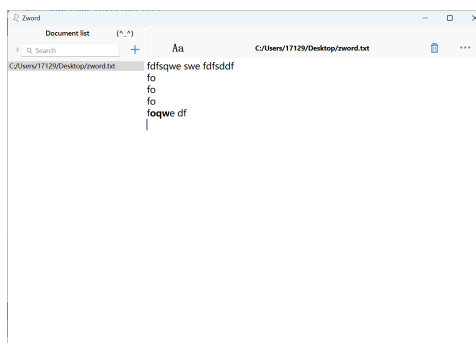 Zword
Document list (^_^)
Search
Aa
C:/Users/17129/Desktop/zword.txt
C:/Users/17129/Desktop/zword.txt
fdfsqwe swe fdfsddf
fo
fo
fo
foqwe df